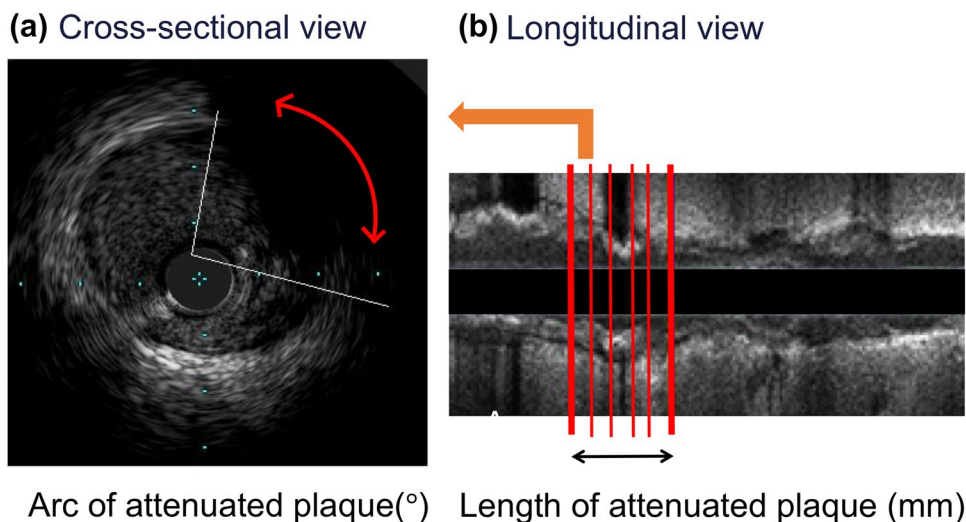 (a) Cross-sectional view
(b) Longitudinal view
A
Arc of attenuated plaque(°)
Length of attenuated plaque (mm)